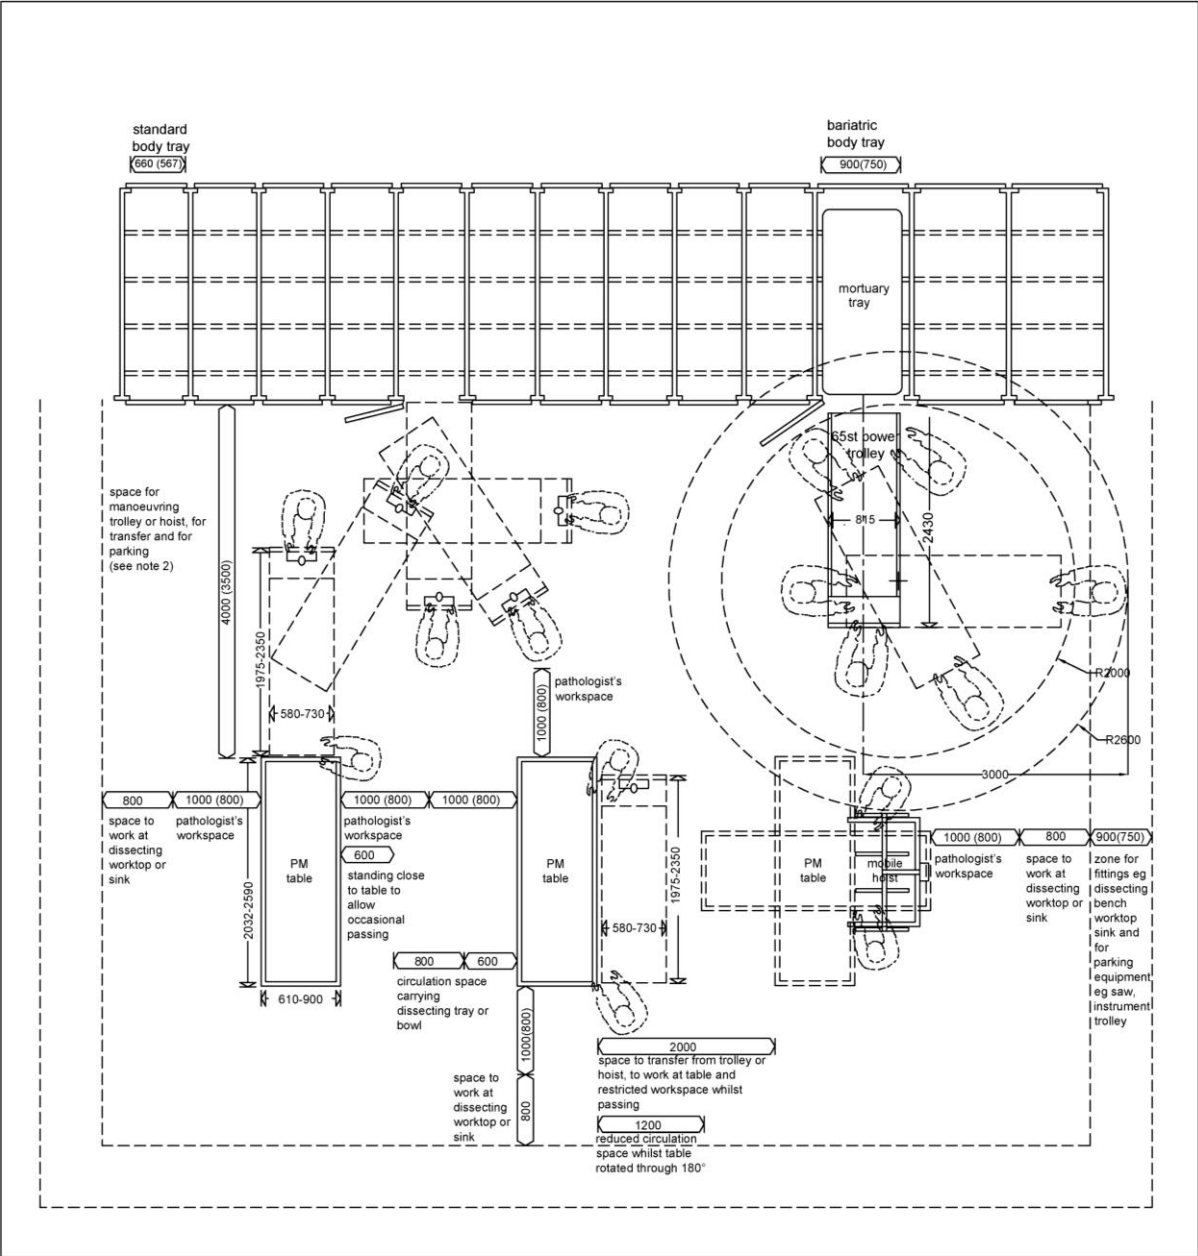 standard
body tray
660 (567)
bariatric
body tray
900(750)
mortuary
tray
65st power
trolley
815
2430
space for
manoeuvring
trolley or hoist, for
transfer and for
parking
(see note 2)
4000 (3500)
1975-2350
580-730
pathologist's
workspace
1000 (800)
R2000
R2600
3000
800
space to
work at
dissecting
worktop or
sink
1000 (800)
pathologist's
workspace
2032-2590
PM
table
610-900
1000 (800)
1000 (800)
pathologist's
workspace
600
standing close
to table to
allow
occasional
passing
800
600
circulation space
carrying
dissecting tray or
bowl
PM
table
1975-2350
580-730
PM
table
mobile
hoist
1000 (800)
pathologist's
workspace
800
space to
work at
dissecting
worktop or
sink
900(750)
zone for
fittings eg
dissecting
bench
worktop
sink and
for
parking
equipment
eg saw,
instrument
trolley
1000(800)
800
space to
work at
dissecting
worktop or
sink
2000
space to transfer from trolley or
hoist, to work at table and
restricted workspace whilst
passing
1200
reduced circulation
space whilst table
rotated through 180°